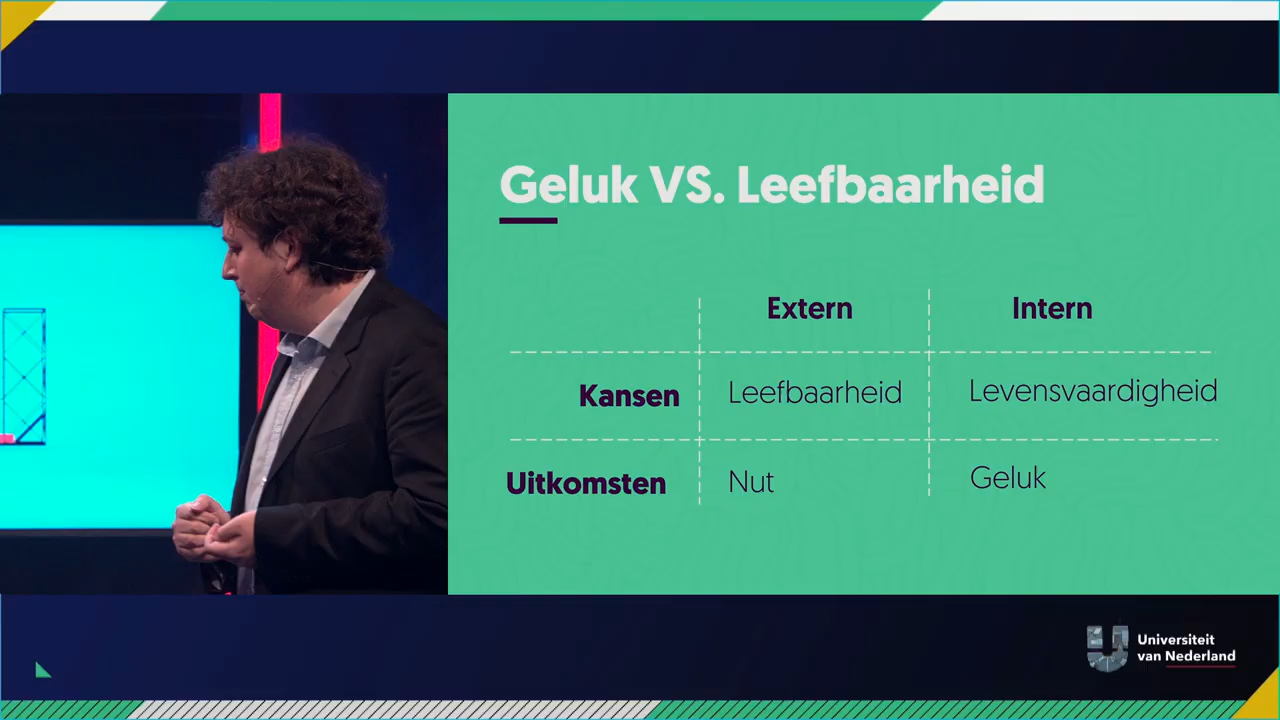 Geluk VS. Leefbaarheid
Extern Intern
Kansen Leefbaarheid Levensvaardigheid
Uitkomsten Nut Geluk
Universiteit
van Nederland